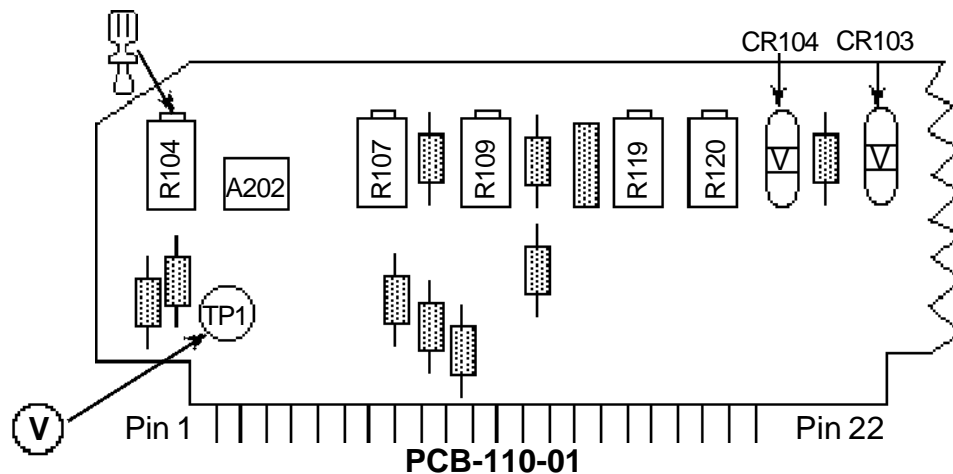 CR104 CR103
R104
A202
R107
R109
R119
R120
V
V
TP1
V
Pin 1
Pin 22
PCB-110-01